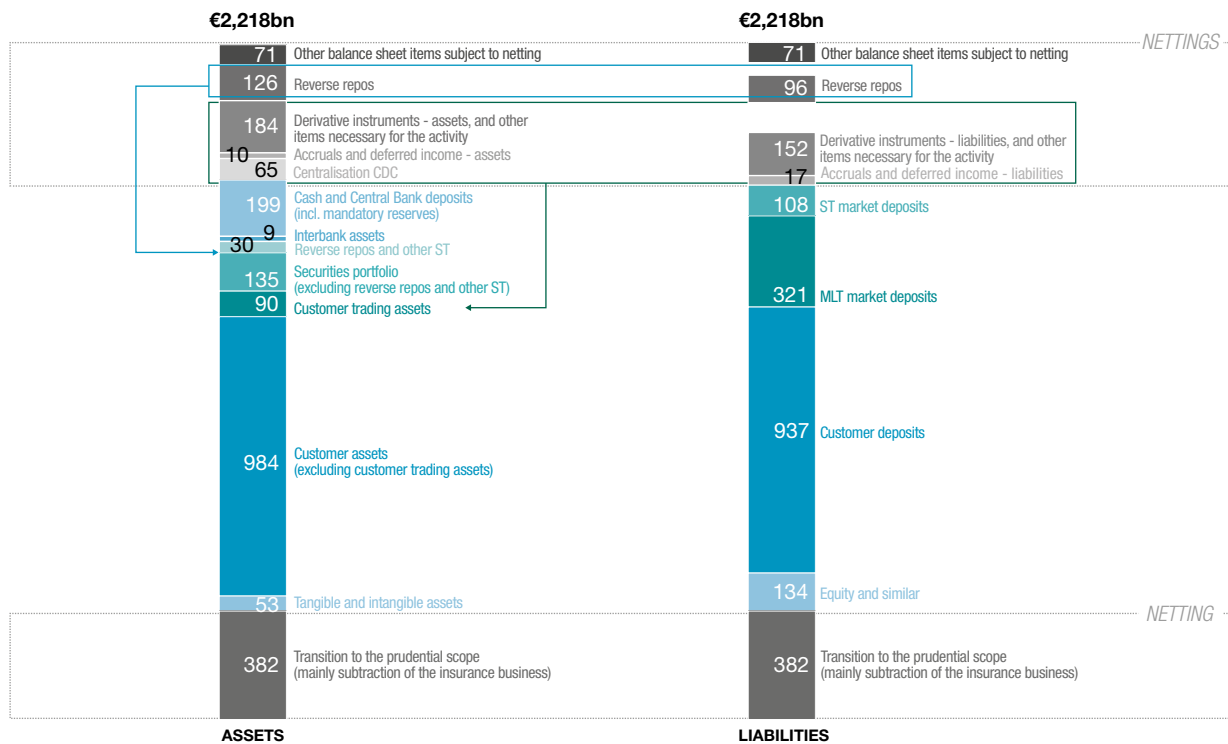 €2,218bn
€2,218bn
NETTINGS
71 Other balance sheet items subject to netting
126 Reverse repos
184 Derivative instruments - assets, and other
items necessary for the activity
10 Accruals and deferred income - assets
65 Centralisation CDC
199 Cash and Central Bank deposits
(incl. mandatory reserves)
9 Interbank assets
30 Reverse repos and other ST
135 Securities portfolio
(excluding reverse repos and other ST)
90 Customer trading assets
984 Customer assets
(excluding customer trading assets)
53 Tangible and intangible assets
382 Transition to the prudential scope
(mainly subtraction of the insurance business)
ASSETS
71 Other balance sheet items subject to netting
96 Reverse repos
152 Derivative instruments - liabilities, and other
items necessary for the activity
17 Accruals and deferred income - liabilities
108 ST market deposits
321 MLT market deposits
937 Customer deposits
134 Equity and similar
NETTING
382 Transition to the prudential scope
(mainly subtraction of the insurance business)
LIABILITIES